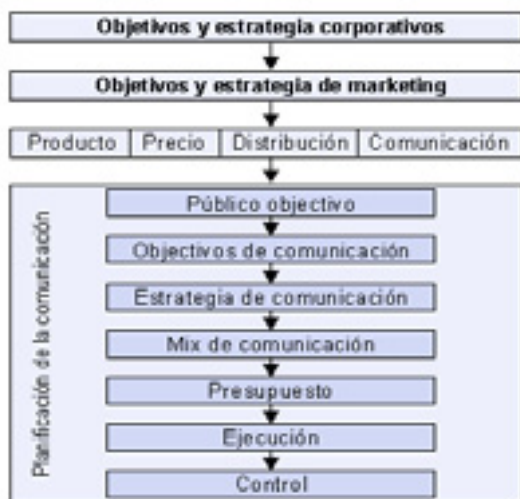 Objetivos y estrategia corporativos
Objetivos y estrategia de marketing
Producto Precio Distribución Comunicación
Planificación de la comunicación
Público objetivo
Objectivos de comunicación
Estrategia de comunicación
Mix de comunicación
Presupuesto
Ejecución
Control